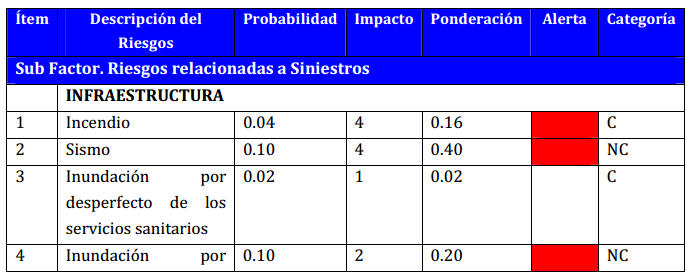 Ítem Descripción del Riesgos Probabilidad Impacto Ponderación Alerta Categoría
Sub Factor. Riesgos relacionadas a Siniestros
INFRAESTRUCTURA
1 Incendio 0.04 4 0.16 C
2 Sismo 0.10 4 0.40 NC
3 Inundación por 0.02 1 0.02 C
desperfecto de los
servicios sanitarios
4 Inundación por 0.10 2 0.20 NC